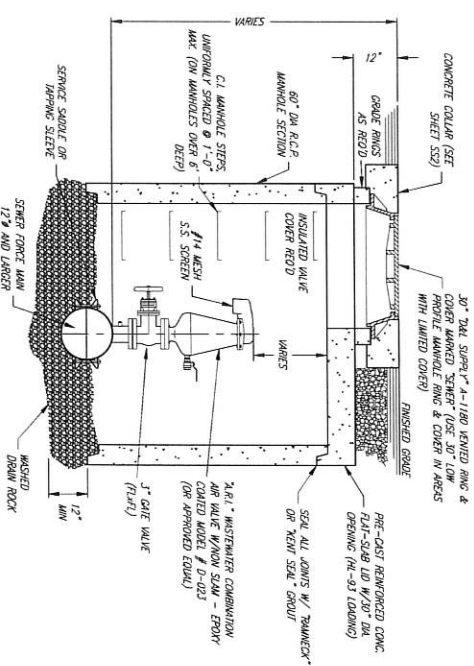 VARIES
12"
CONCRETE COLLAR (SEE
SHEET SS2)
GRADE RINGS
AS REQ'D
60" DIA R.C.P.
MANHOLE SECTION
C.I. MANHOLE STEPS,
UNIFORMLY SPACED @ 1'-0"
MAX. (ON MANHOLES OVER 6'
DEEP)
SERVICE SADDLE OR
TAPPING SLEEVE
SEWER FORCE MAIN
12"ø AND LARGER
INSULATED VALVE
COVER REQ'D
#14 MESH
S.S. SCREEN
VARIES
30" "D&L SUPPLY" A-1180 VENTED RING &
COVER MARKED "SEWER" (USE 30" LOW
PROFILE MANHOLE RING & COVER IN AREAS
WITH LIMITED COVER)
FINISHED GRADE
PRE-CAST REINFORCED CONC.
FLAT-SLAB LID W/30" DIA.
OPENING (HL-93 LOADING)
SEAL ALL JOINTS W/ "RAMNECK"
OR "KENT SEAL" GROUT
"A.R.I." WASTEWATER COMBINATION
AIR VALVE W/NON SLAM - EPOXY
COATED MODEL # D-023
(OR APPROVED EQUAL)
3" GATE VALVE
(FLxFL)
12"
MIN
WASHED
DRAIN ROCK